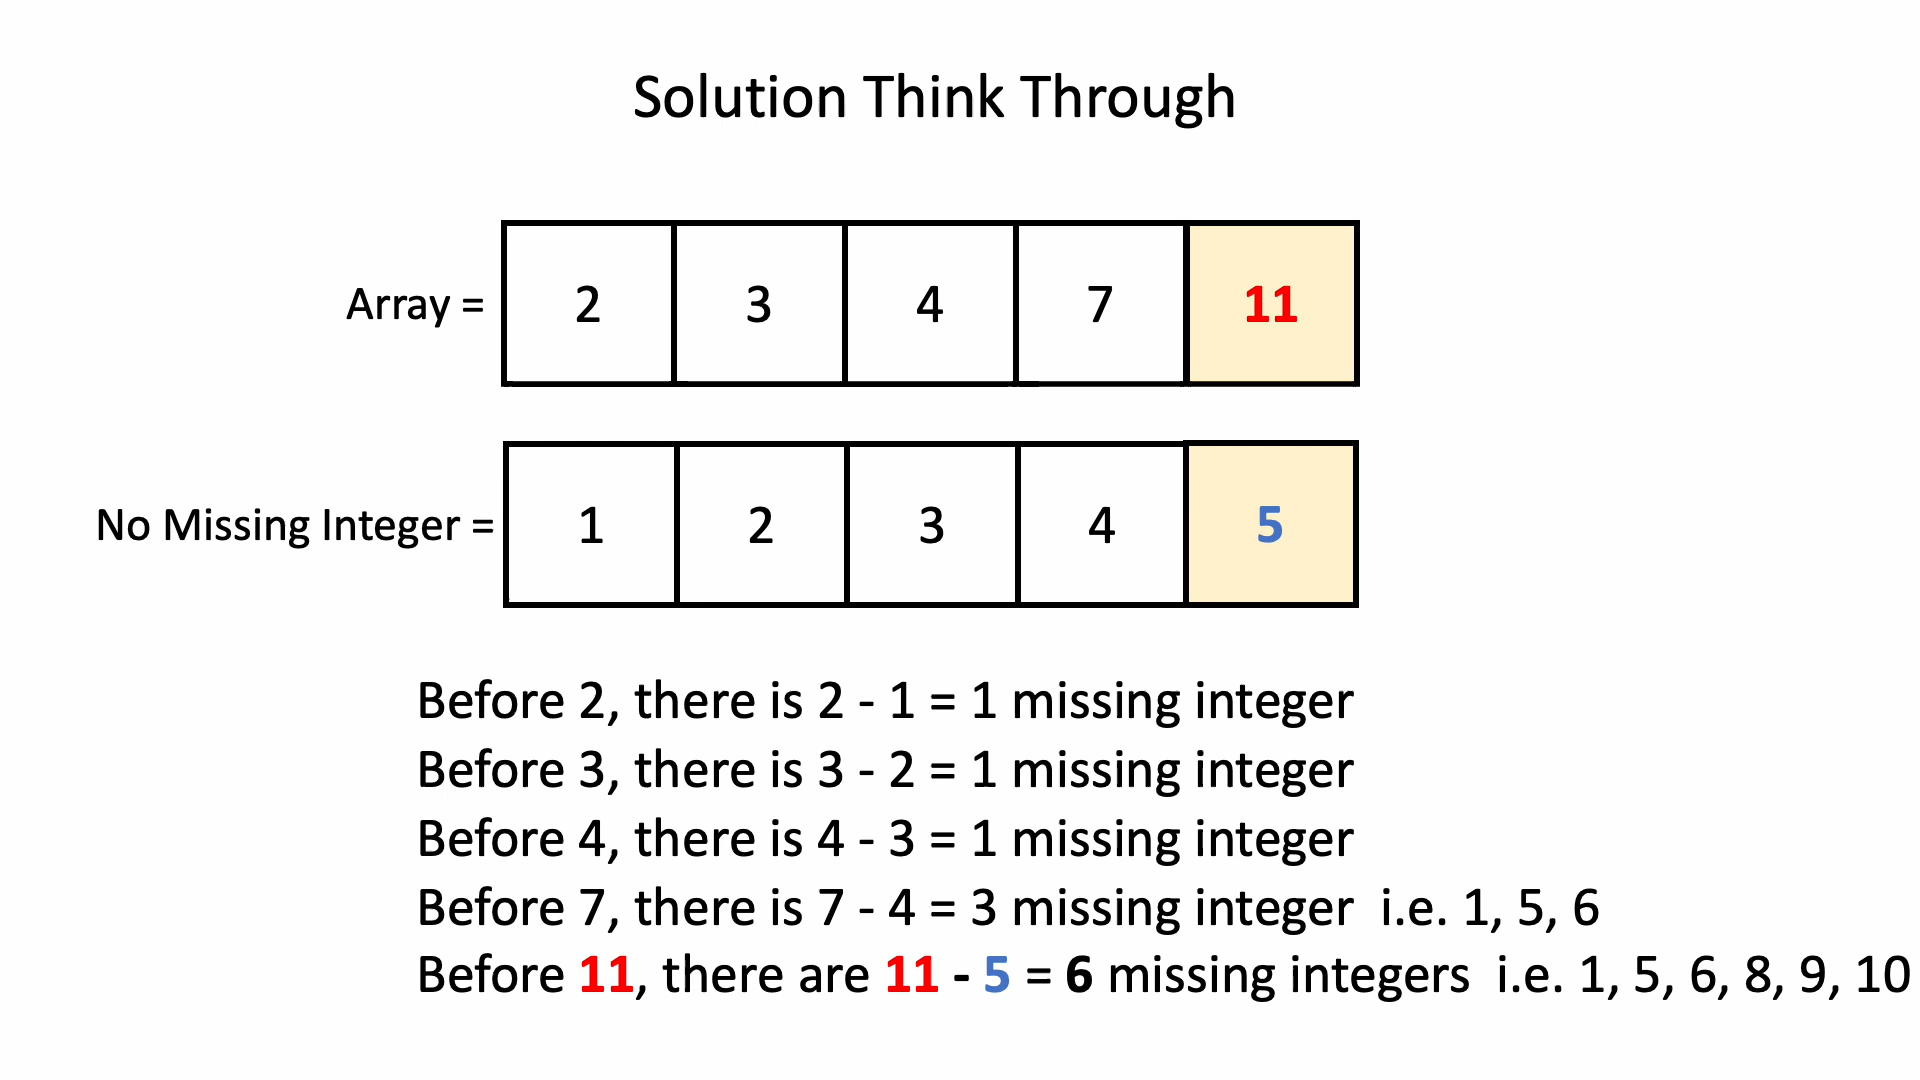 Solution Think Through
Array = 2 3 4 7 11
No Missing Integer = 1 2 3 4 5
Before 2, there is 2 - 1 = 1 missing integer
Before 3, there is 3 - 2 = 1 missing integer
Before 4, there is 4 - 3 = 1 missing integer
Before 7, there is 7 - 4 = 3 missing integer i.e. 1, 5, 6
Before 11, there are 11 - 5 = 6 missing integers i.e. 1, 5, 6, 8, 9, 10